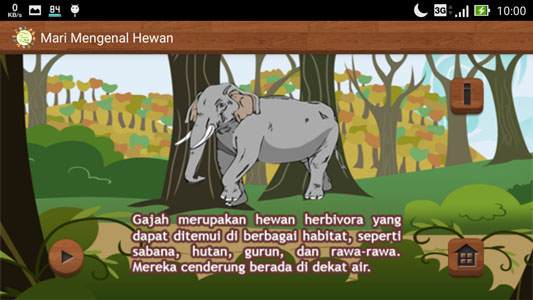 0 KB/s 84 3G 10:00
Mari Mengenal Hewan
i
Gajah merupakan hewan herbivora yang
dapat ditemui di berbagai habitat, seperti
sabana, hutan, gurun, dan rawa-rawa.
Mereka cenderung berada di dekat air.